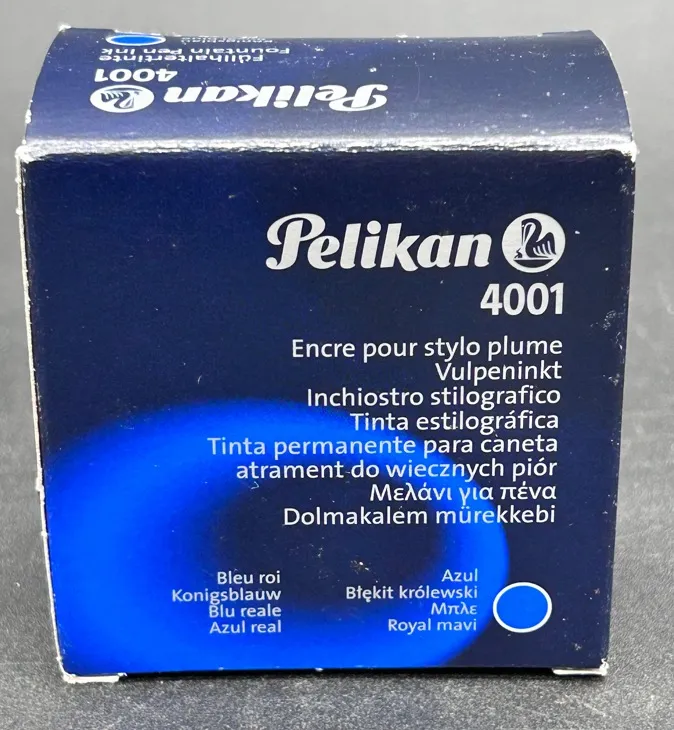 Königsblau
Fountain Pen ink
Füllhaltertinte
4001
Pelikan
Pelikan
4001
Encre pour stylo plume
Vulpeninkt
Inchiostro stilografico
Tinta estilográfica
Tinta permanente para caneta
atrament do wiecznych piór
Μελάνι για πένα
Dolmakalem mürekkebi
Bleu roi
Konigsblauw
Blu reale
Azul real
Azul
Błękit królewski
Μπλε
Royal mavi